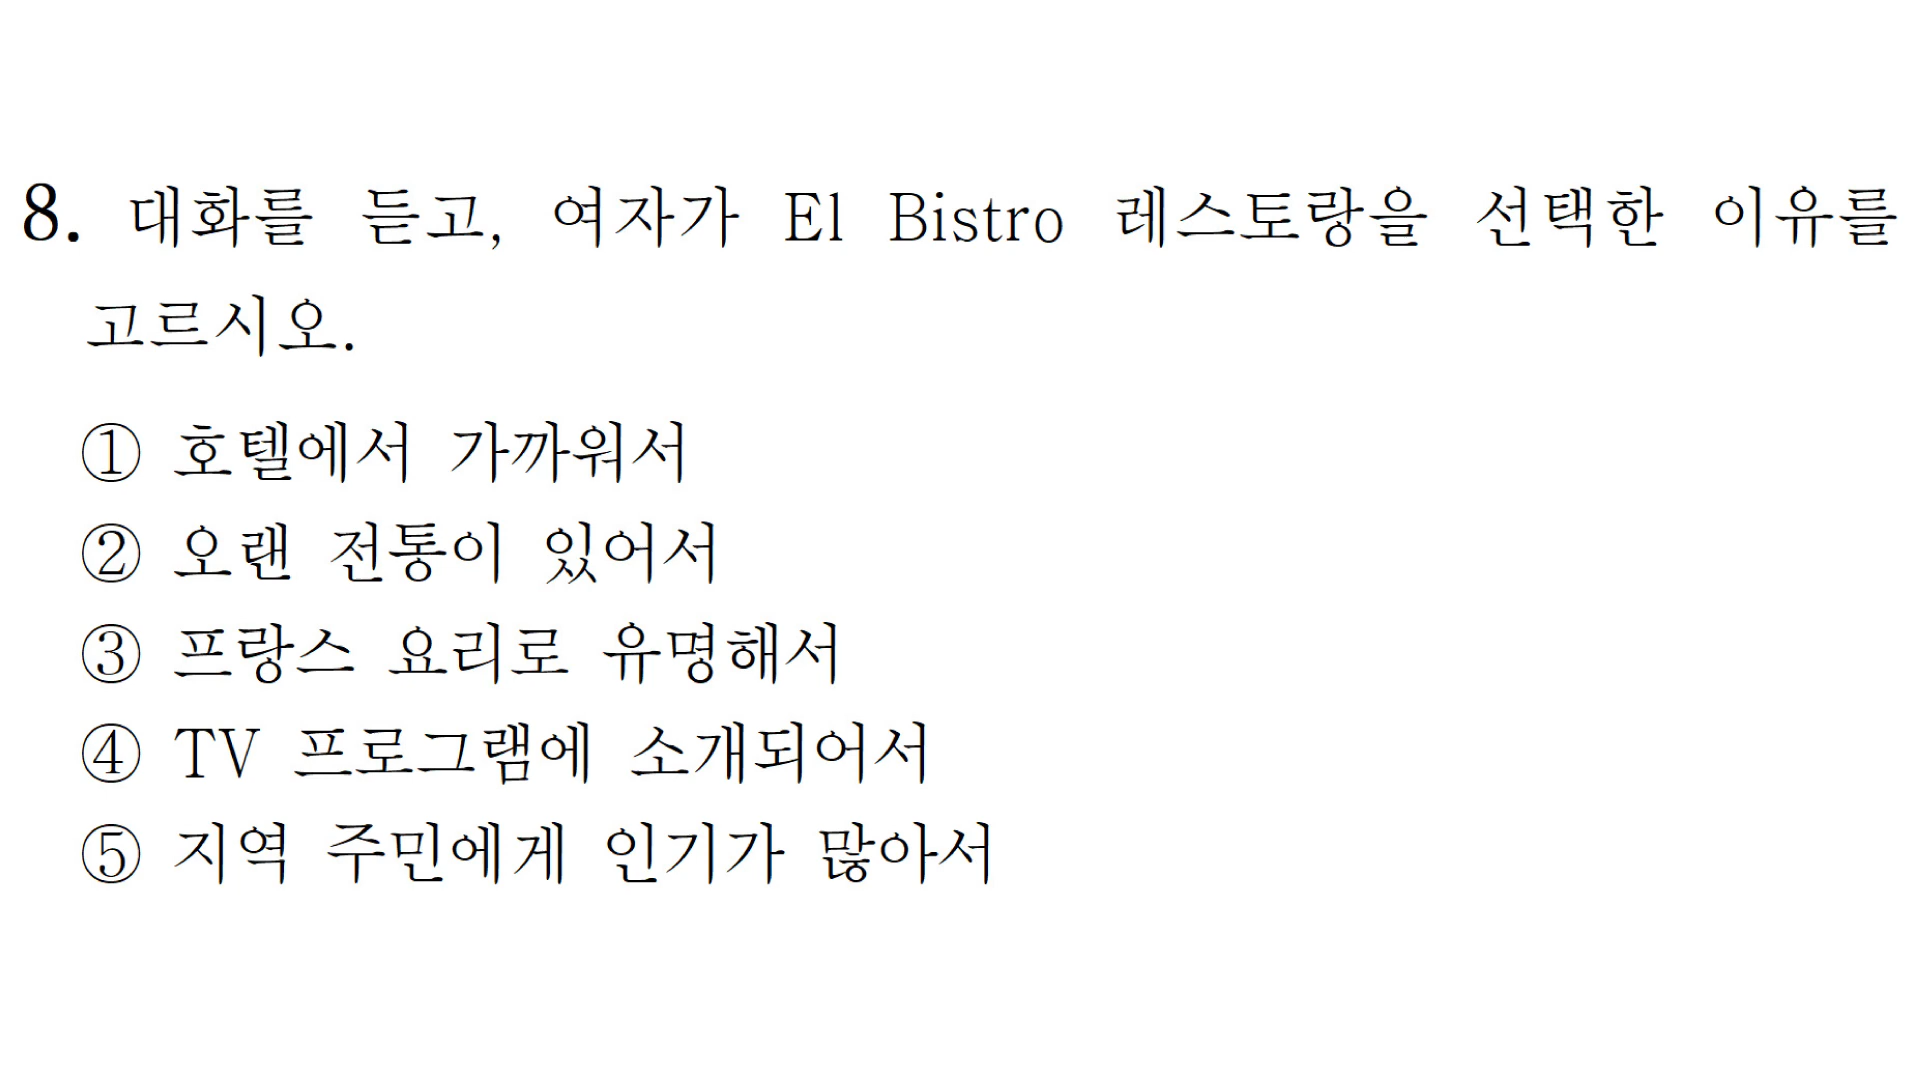 8. 대화를 듣고, 여자가 El Bistro 레스토랑을 선택한 이유를
고르시오.
① 호텔에서 가까워서
② 오랜 전통이 있어서
③ 프랑스 요리로 유명해서
④ TV 프로그램에 소개되어서
⑤ 지역 주민에게 인기가 많아서